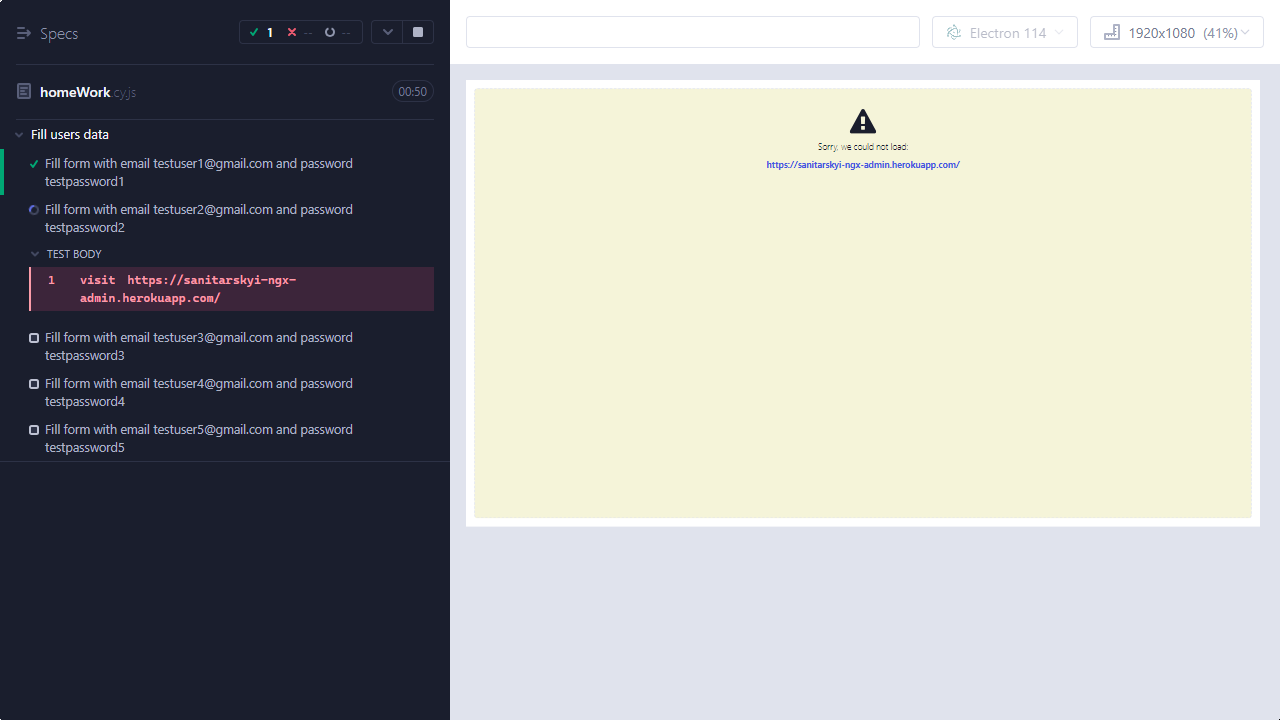 Specs
1
--
--
Electron 114
1920x1080 (41%)
homeWork.cy.js
00:50
Fill users data
Fill form with email testuser1@gmail.com and password
testpassword1
Fill form with email testuser2@gmail.com and password
testpassword2
TEST BODY
1 visit https://sanitarskyi-ngx-
admin.herokuapp.com/
Fill form with email testuser3@gmail.com and password
testpassword3
Fill form with email testuser4@gmail.com and password
testpassword4
Fill form with email testuser5@gmail.com and password
testpassword5
Sorry, we could not load:
https://sanitarskyi-ngx-admin.herokuapp.com/